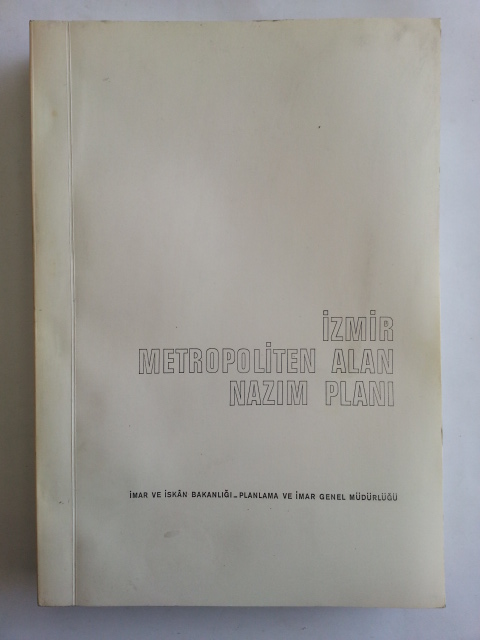 İZMİR
METROPOLİTEN ALAN
NAZIM PLANI
İMAR VE İSKÂN BAKANLIĞI - PLANLAMA VE İMAR GENEL MÜDÜRLÜĞÜ